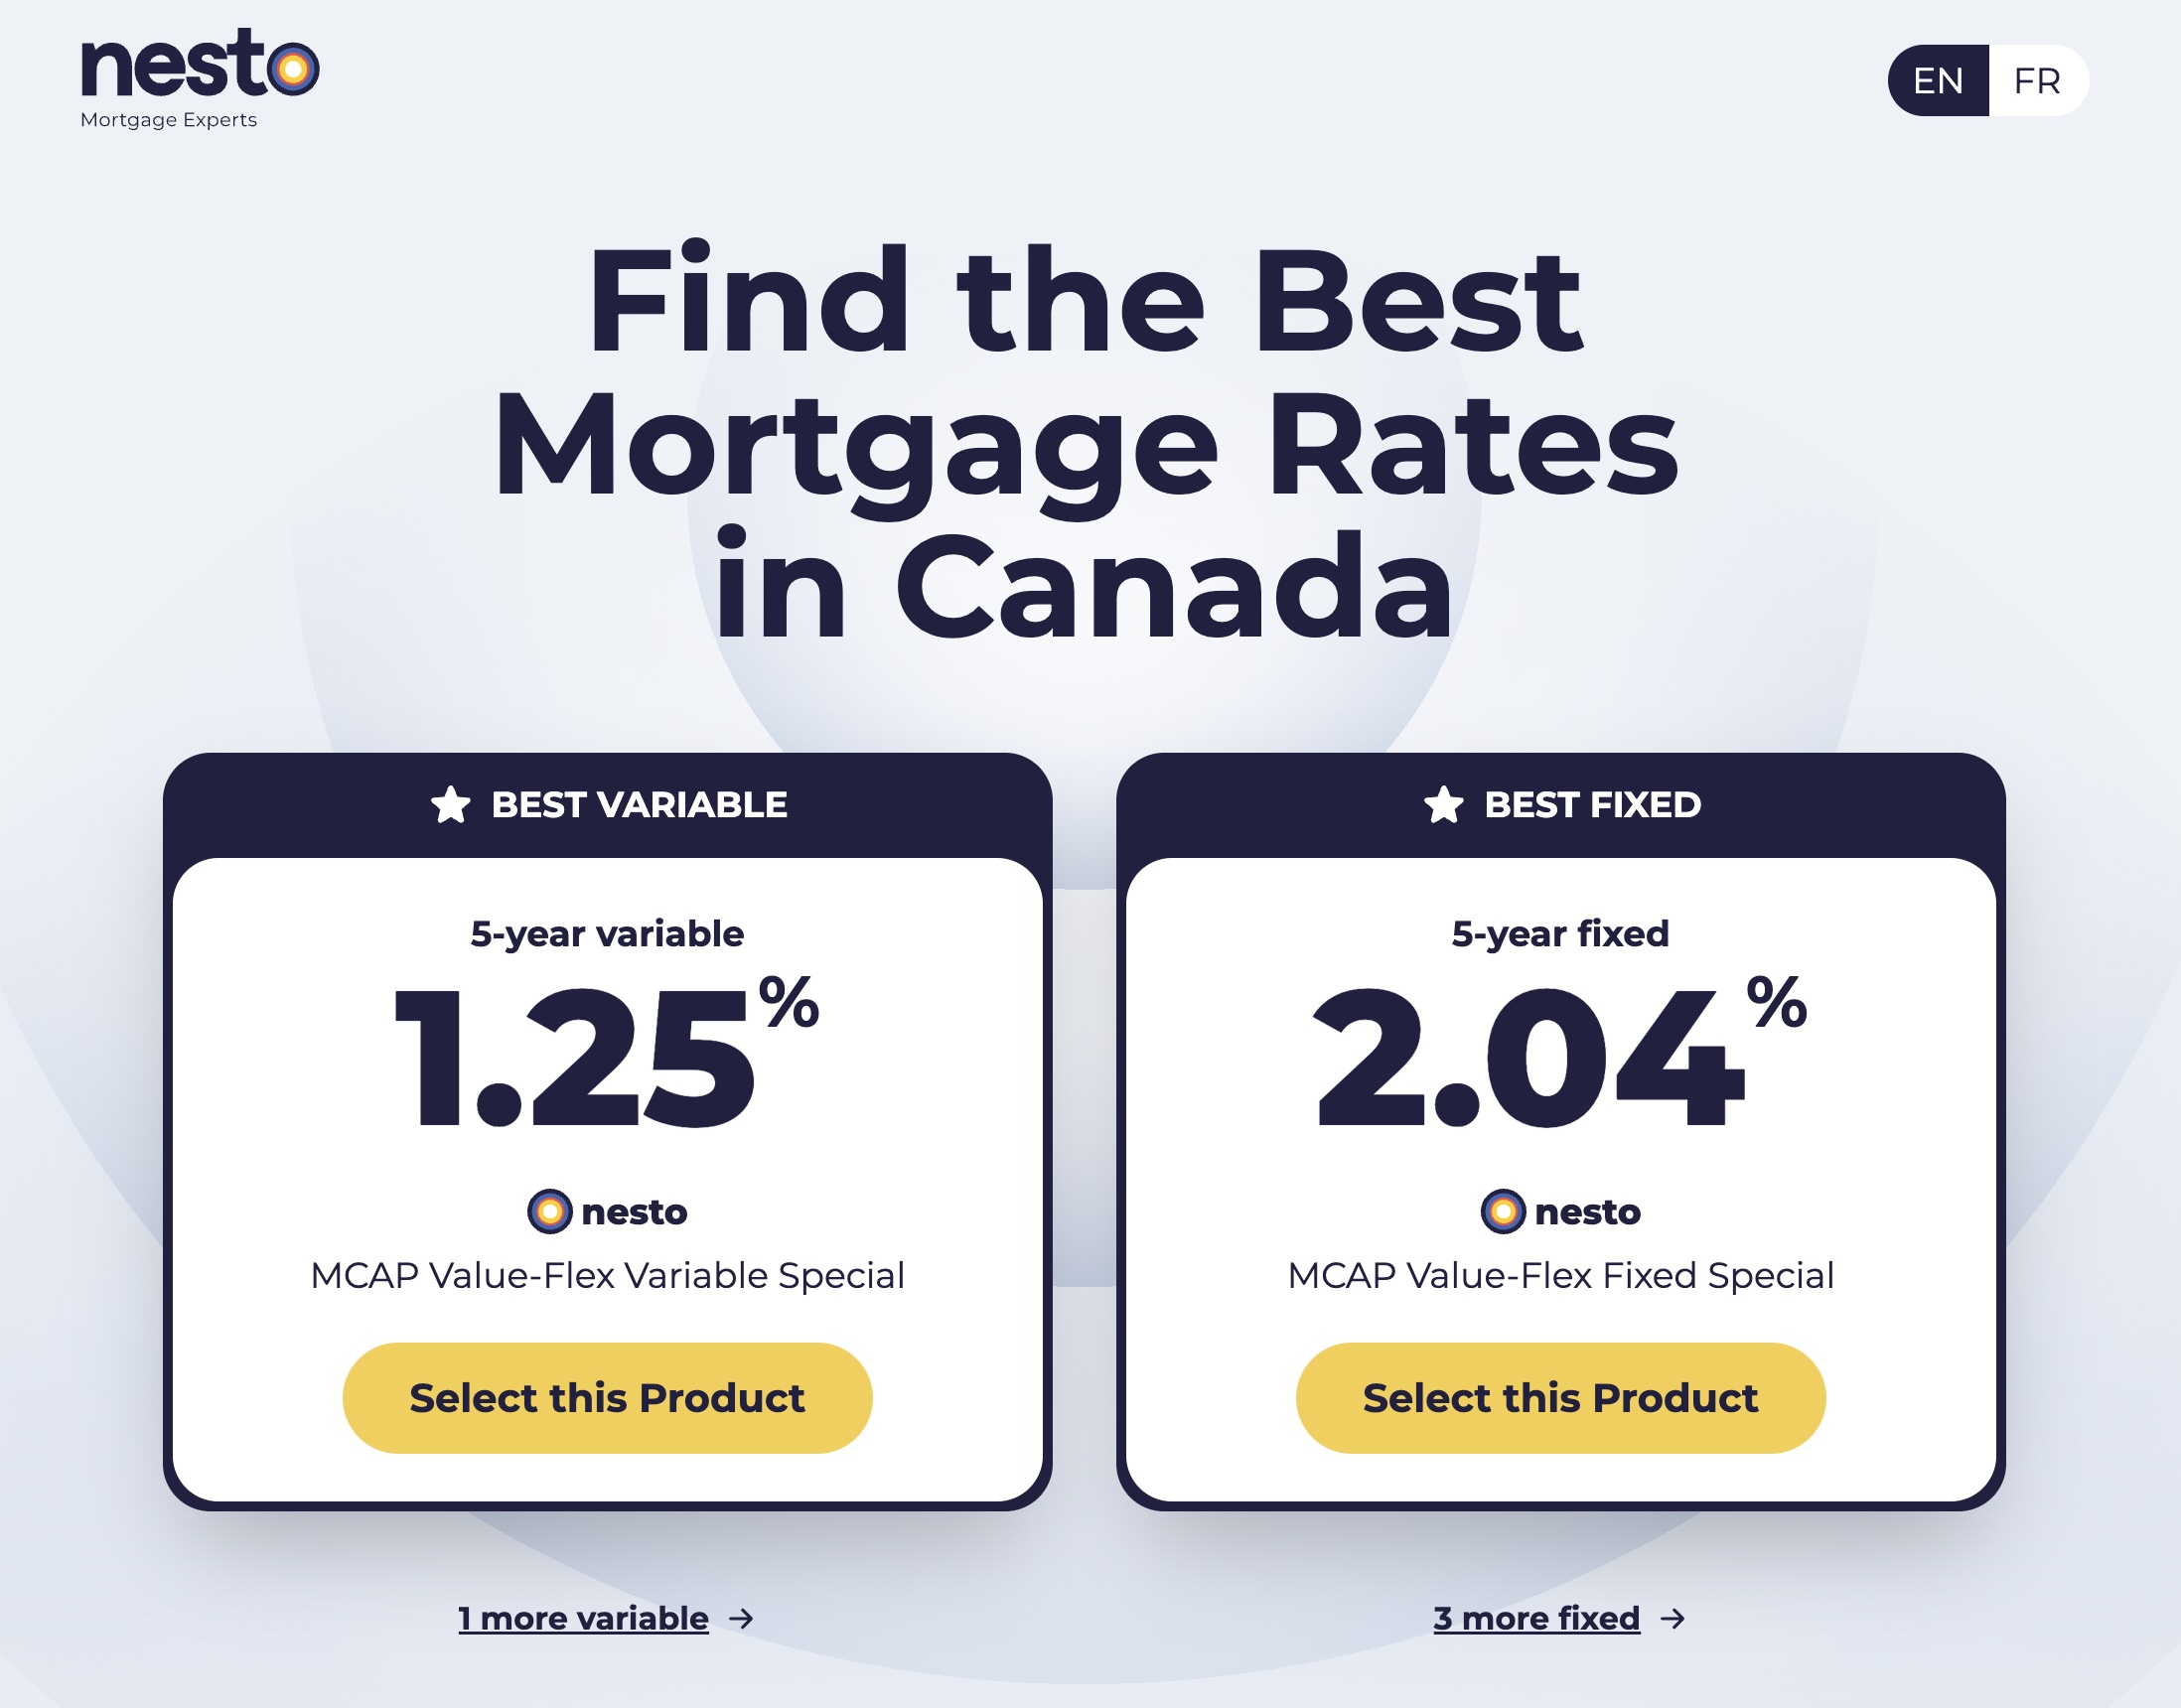 nesto
Mortgage Experts
EN FR
Find the Best
Mortgage Rates
in Canada
BEST VARIABLE
5-year variable
1.25%
nesto
MCAP Value-Flex Variable Special
Select this Product
1 more variable →
BEST FIXED
5-year fixed
2.04%
nesto
MCAP Value-Flex Fixed Special
Select this Product
3 more fixed →